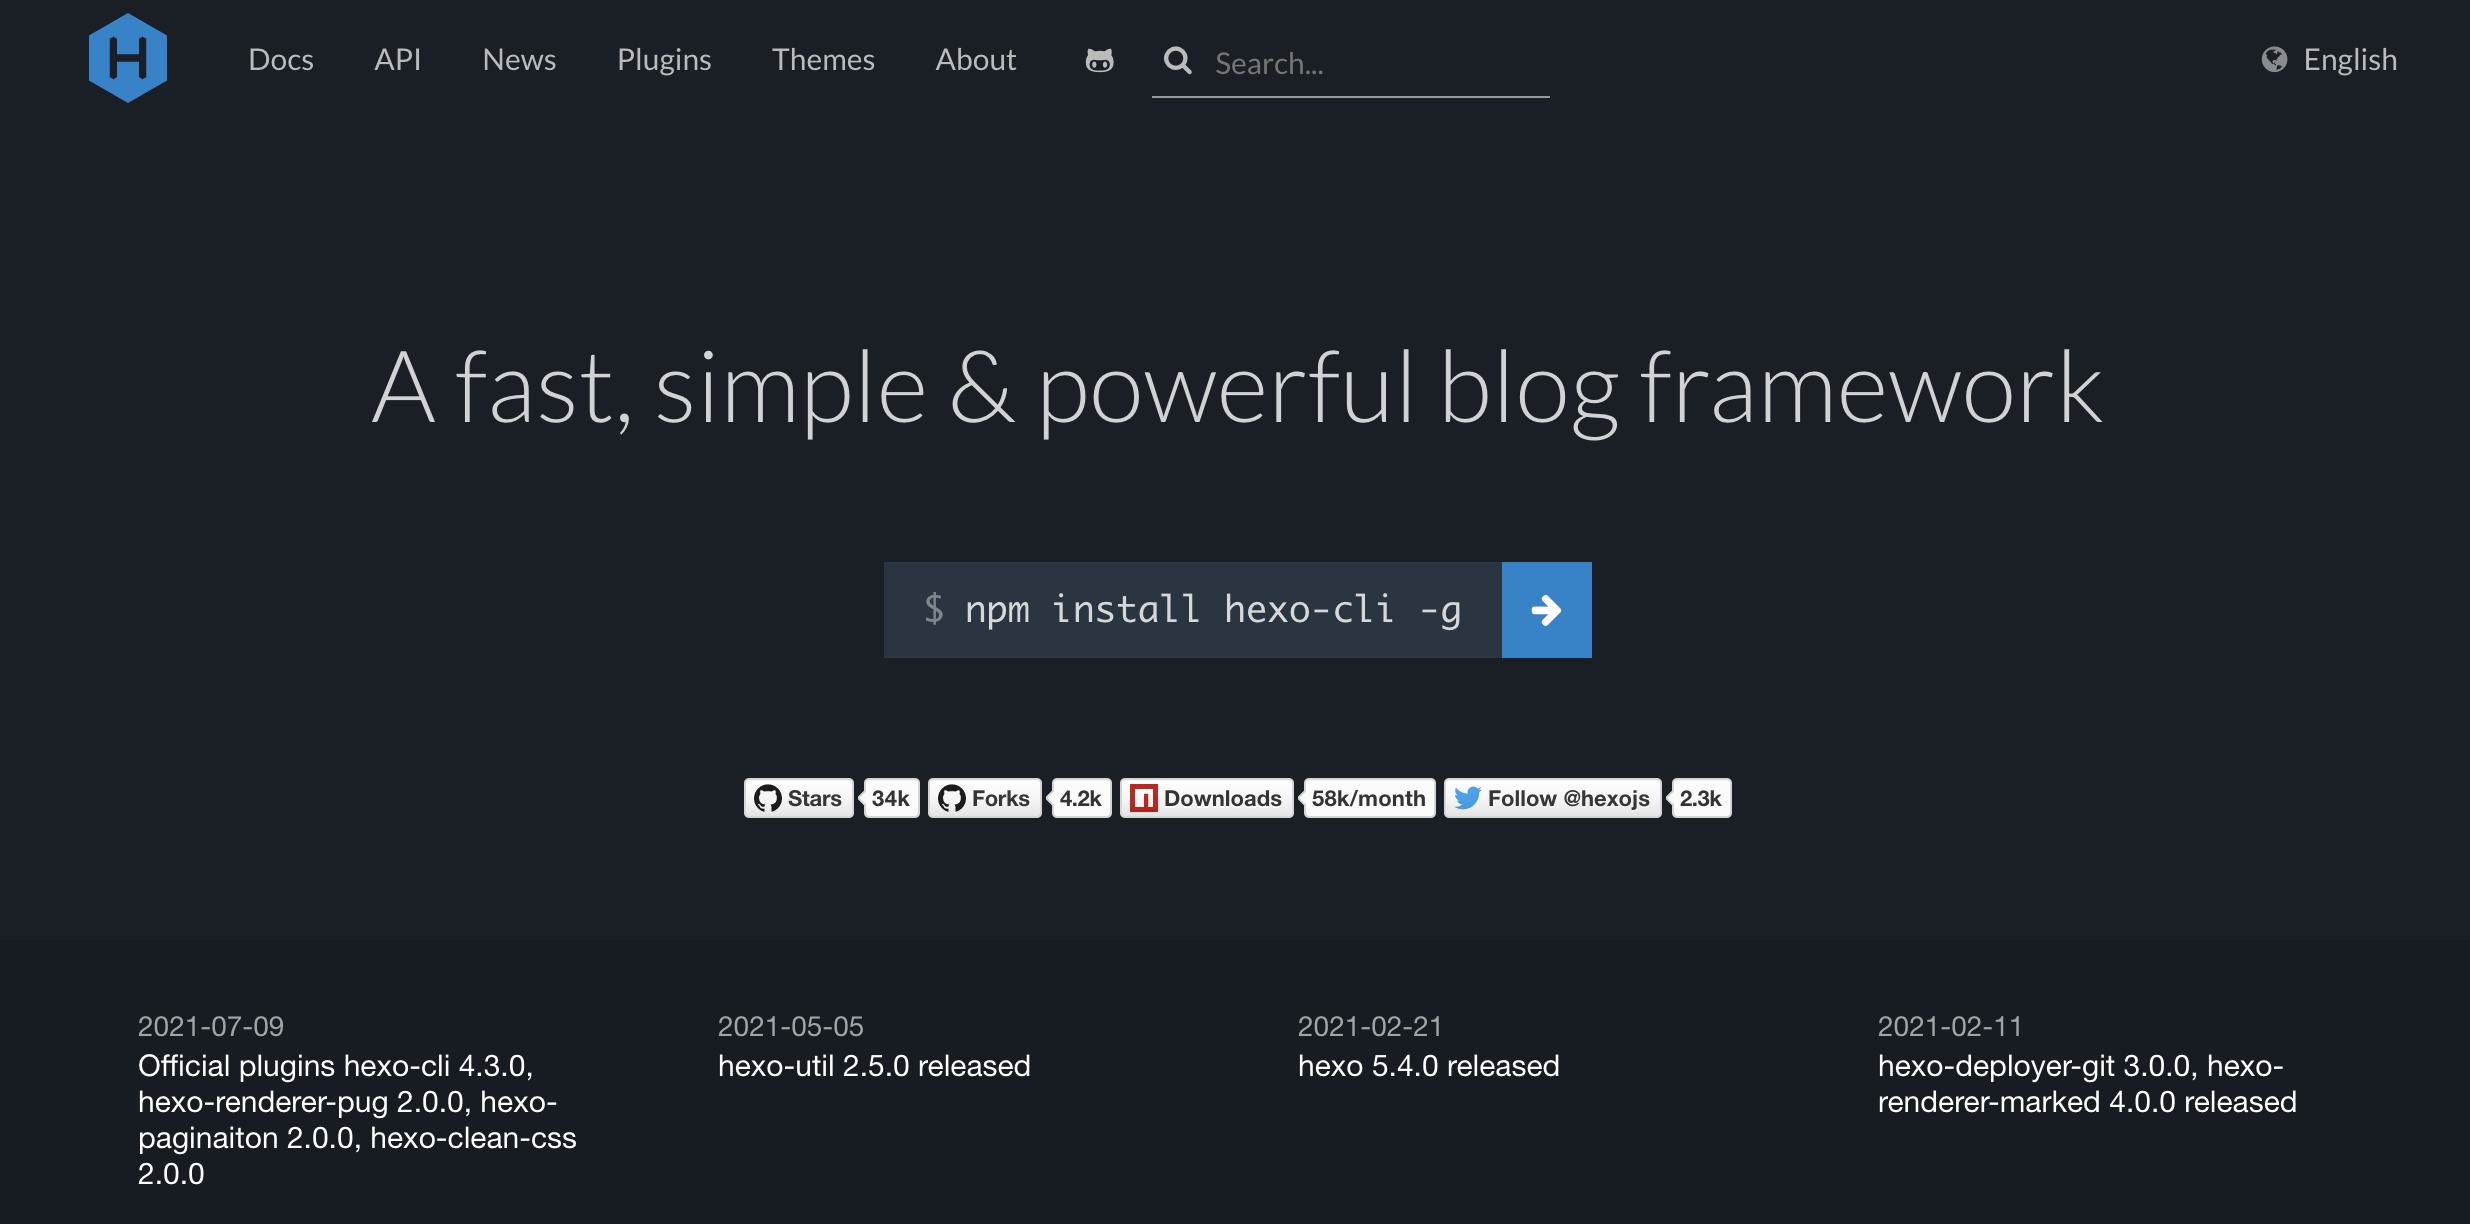 Docs API News Plugins Themes About Search... English
A fast, simple & powerful blog framework
$ npm install hexo-cli -g
Stars 34k Forks 4.2k Downloads 58k/month Follow @hexojs 2.3k
2021-07-09
Official plugins hexo-cli 4.3.0,
hexo-renderer-pug 2.0.0, hexo-
paginaiton 2.0.0, hexo-clean-css
2.0.0
2021-05-05
hexo-util 2.5.0 released
2021-02-21
hexo 5.4.0 released
2021-02-11
hexo-deployer-git 3.0.0, hexo-
renderer-marked 4.0.0 released